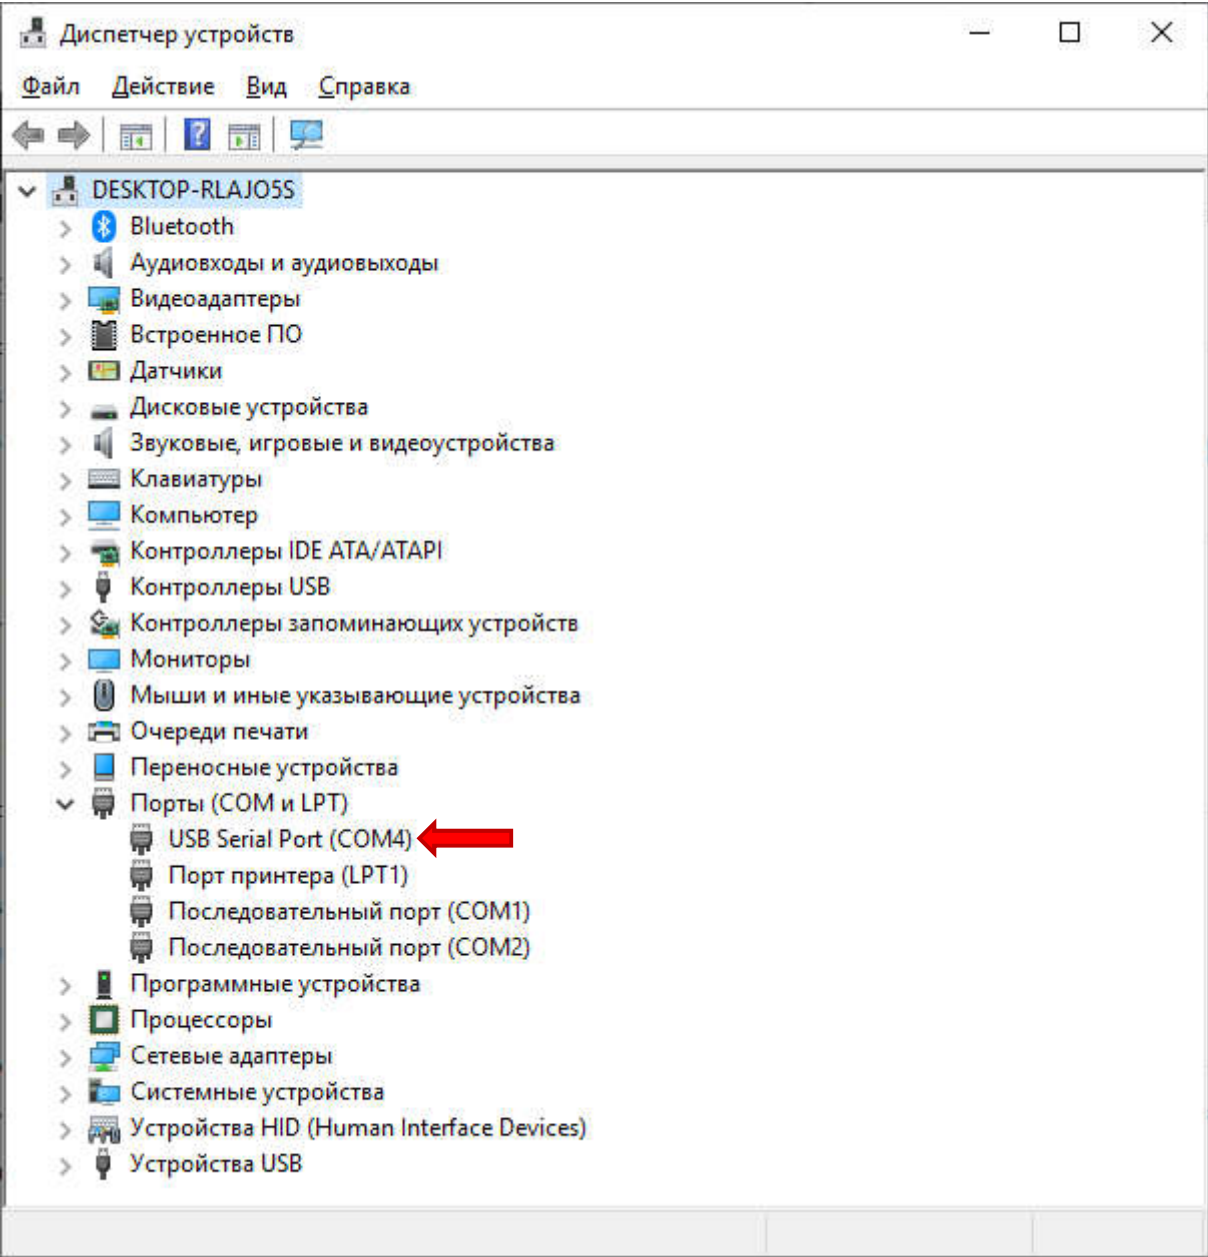 Диспетчер устройств
Файл Действие Вид Справка
DESKTOP-RLAJO5S
Bluetooth
Аудиовходы и аудиовыходы
Видеоадаптеры
Встроенное ПО
Датчики
Дисковые устройства
Звуковые, игровые и видеоустройства
Клавиатуры
Компьютер
Контроллеры IDE ATA/ATAPI
Контроллеры USB
Контроллеры запоминающих устройств
Мониторы
Мыши и иные указывающие устройства
Очереди печати
Переносные устройства
Порты (COM и LPT)
USB Serial Port (COM4)
Порт принтера (LPT1)
Последовательный порт (COM1)
Последовательный порт (COM2)
Программные устройства
Процессоры
Сетевые адаптеры
Системные устройства
Устройства HID (Human Interface Devices)
Устройства USB